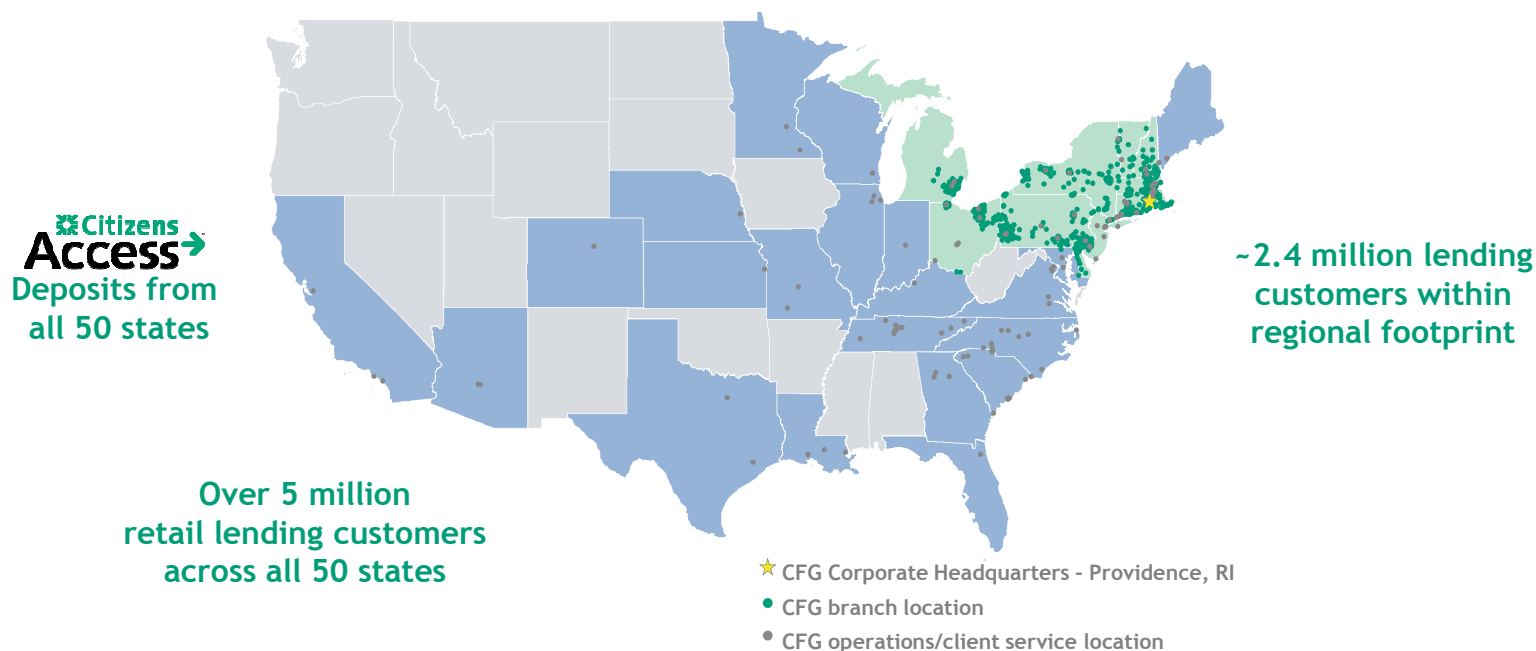 Citizens
Access
Deposits from
all 50 states
~2.4 million lending
customers within
regional footprint
Over 5 million
retail lending customers
across all 50 states
CFG Corporate Headquarters - Providence, RI
CFG branch location
CFG operations/client service location